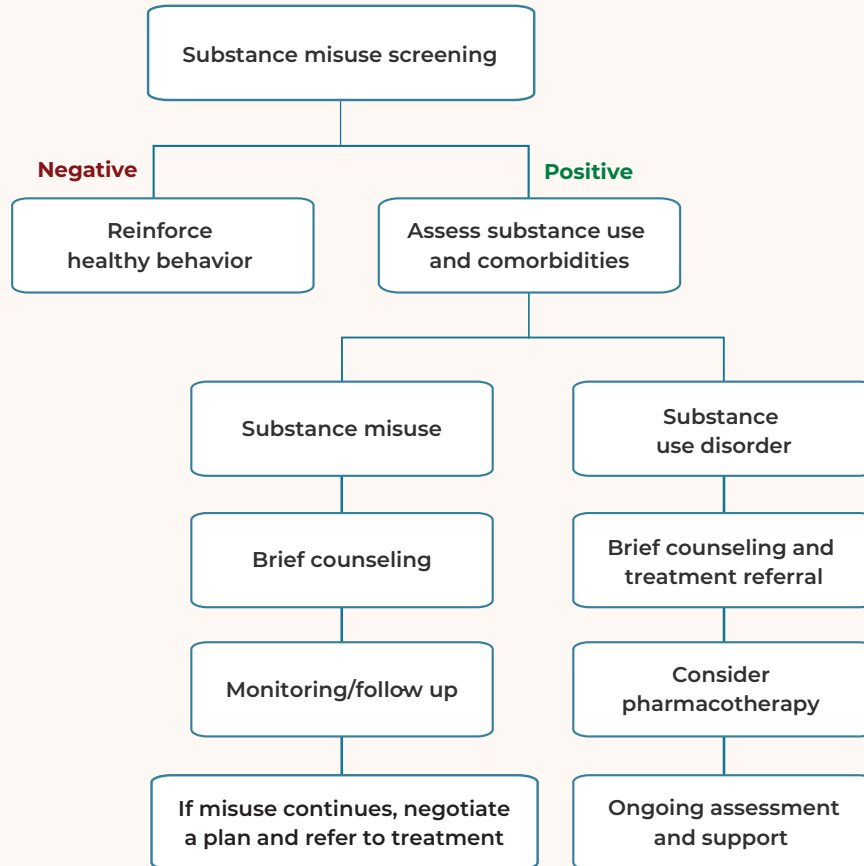 Substance misuse screening
Negative
Positive
Reinforce
healthy behavior
Assess substance use
and comorbidities
Substance misuse
Substance
use disorder
Brief counseling
Brief counseling and
treatment referral
Monitoring/follow up
Consider
pharmacotherapy
If misuse continues, negotiate
a plan and refer to treatment
Ongoing assessment
and support